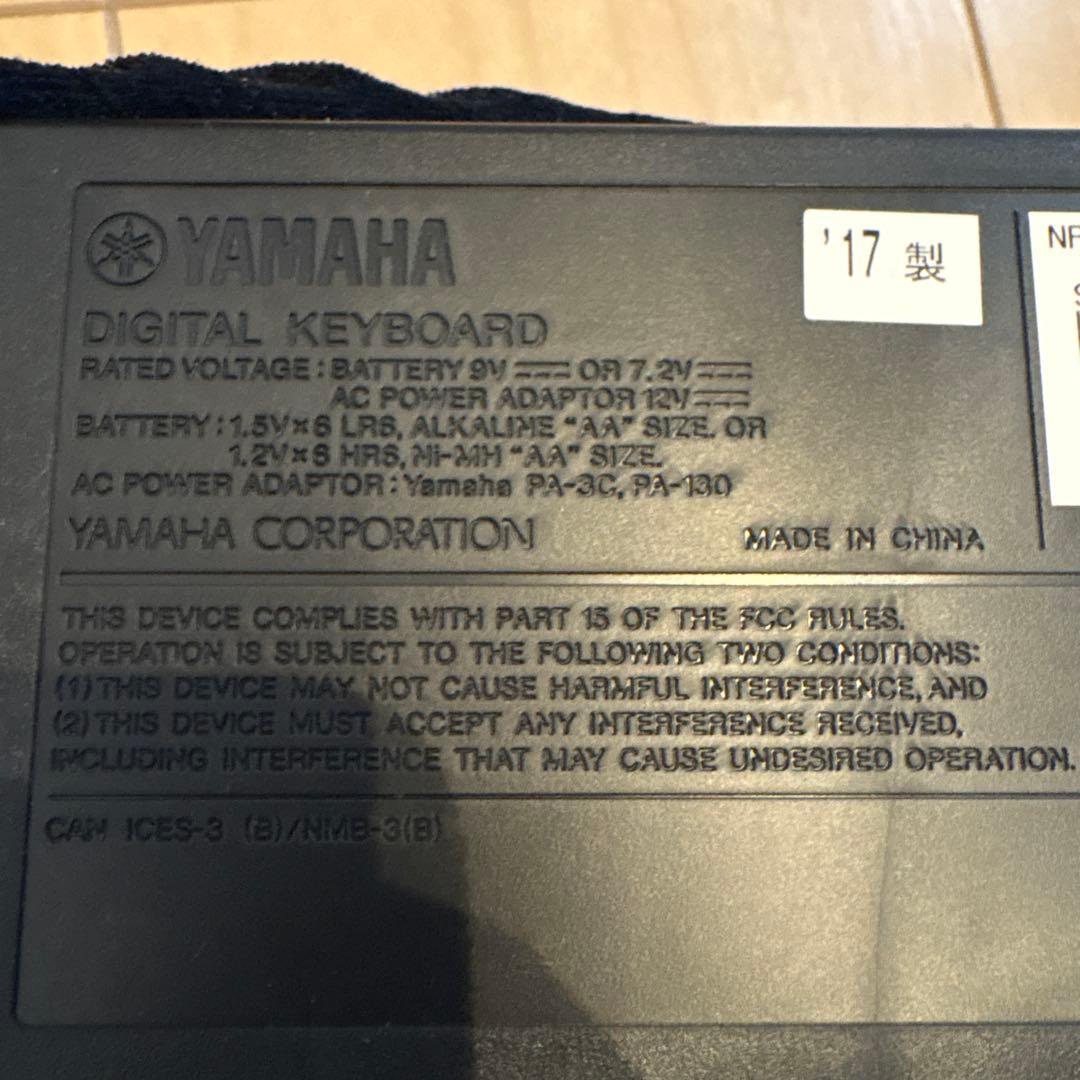 YAMAHA
'17 製
DIGITAL KEYBOARD
RATED VOLTAGE : BATTERY 9V ⎓ OR 7.2V ⎓
AC POWER ADAPTOR 12V ⎓
BATTERY : 1.5V×6 LR6, ALKALINE "AA" SIZE. OR
1.2V×6 HR6, Ni-MH "AA" SIZE.
AC POWER ADAPTOR : Yamaha PA-3C, PA-130
YAMAHA CORPORATION
MADE IN CHINA
THIS DEVICE COMPLIES WITH PART 15 OF THE FCC RULES.
OPERATION IS SUBJECT TO THE FOLLOWING TWO CONDITIONS:
(1) THIS DEVICE MAY NOT CAUSE HARMFUL INTERFERENCE, AND
(2) THIS DEVICE MUST ACCEPT ANY INTERFERENCE RECEIVED,
INCLUDING INTERFERENCE THAT MAY CAUSE UNDESIRED OPERATION.
CAN ICES-3 (B)/NMB-3(B)